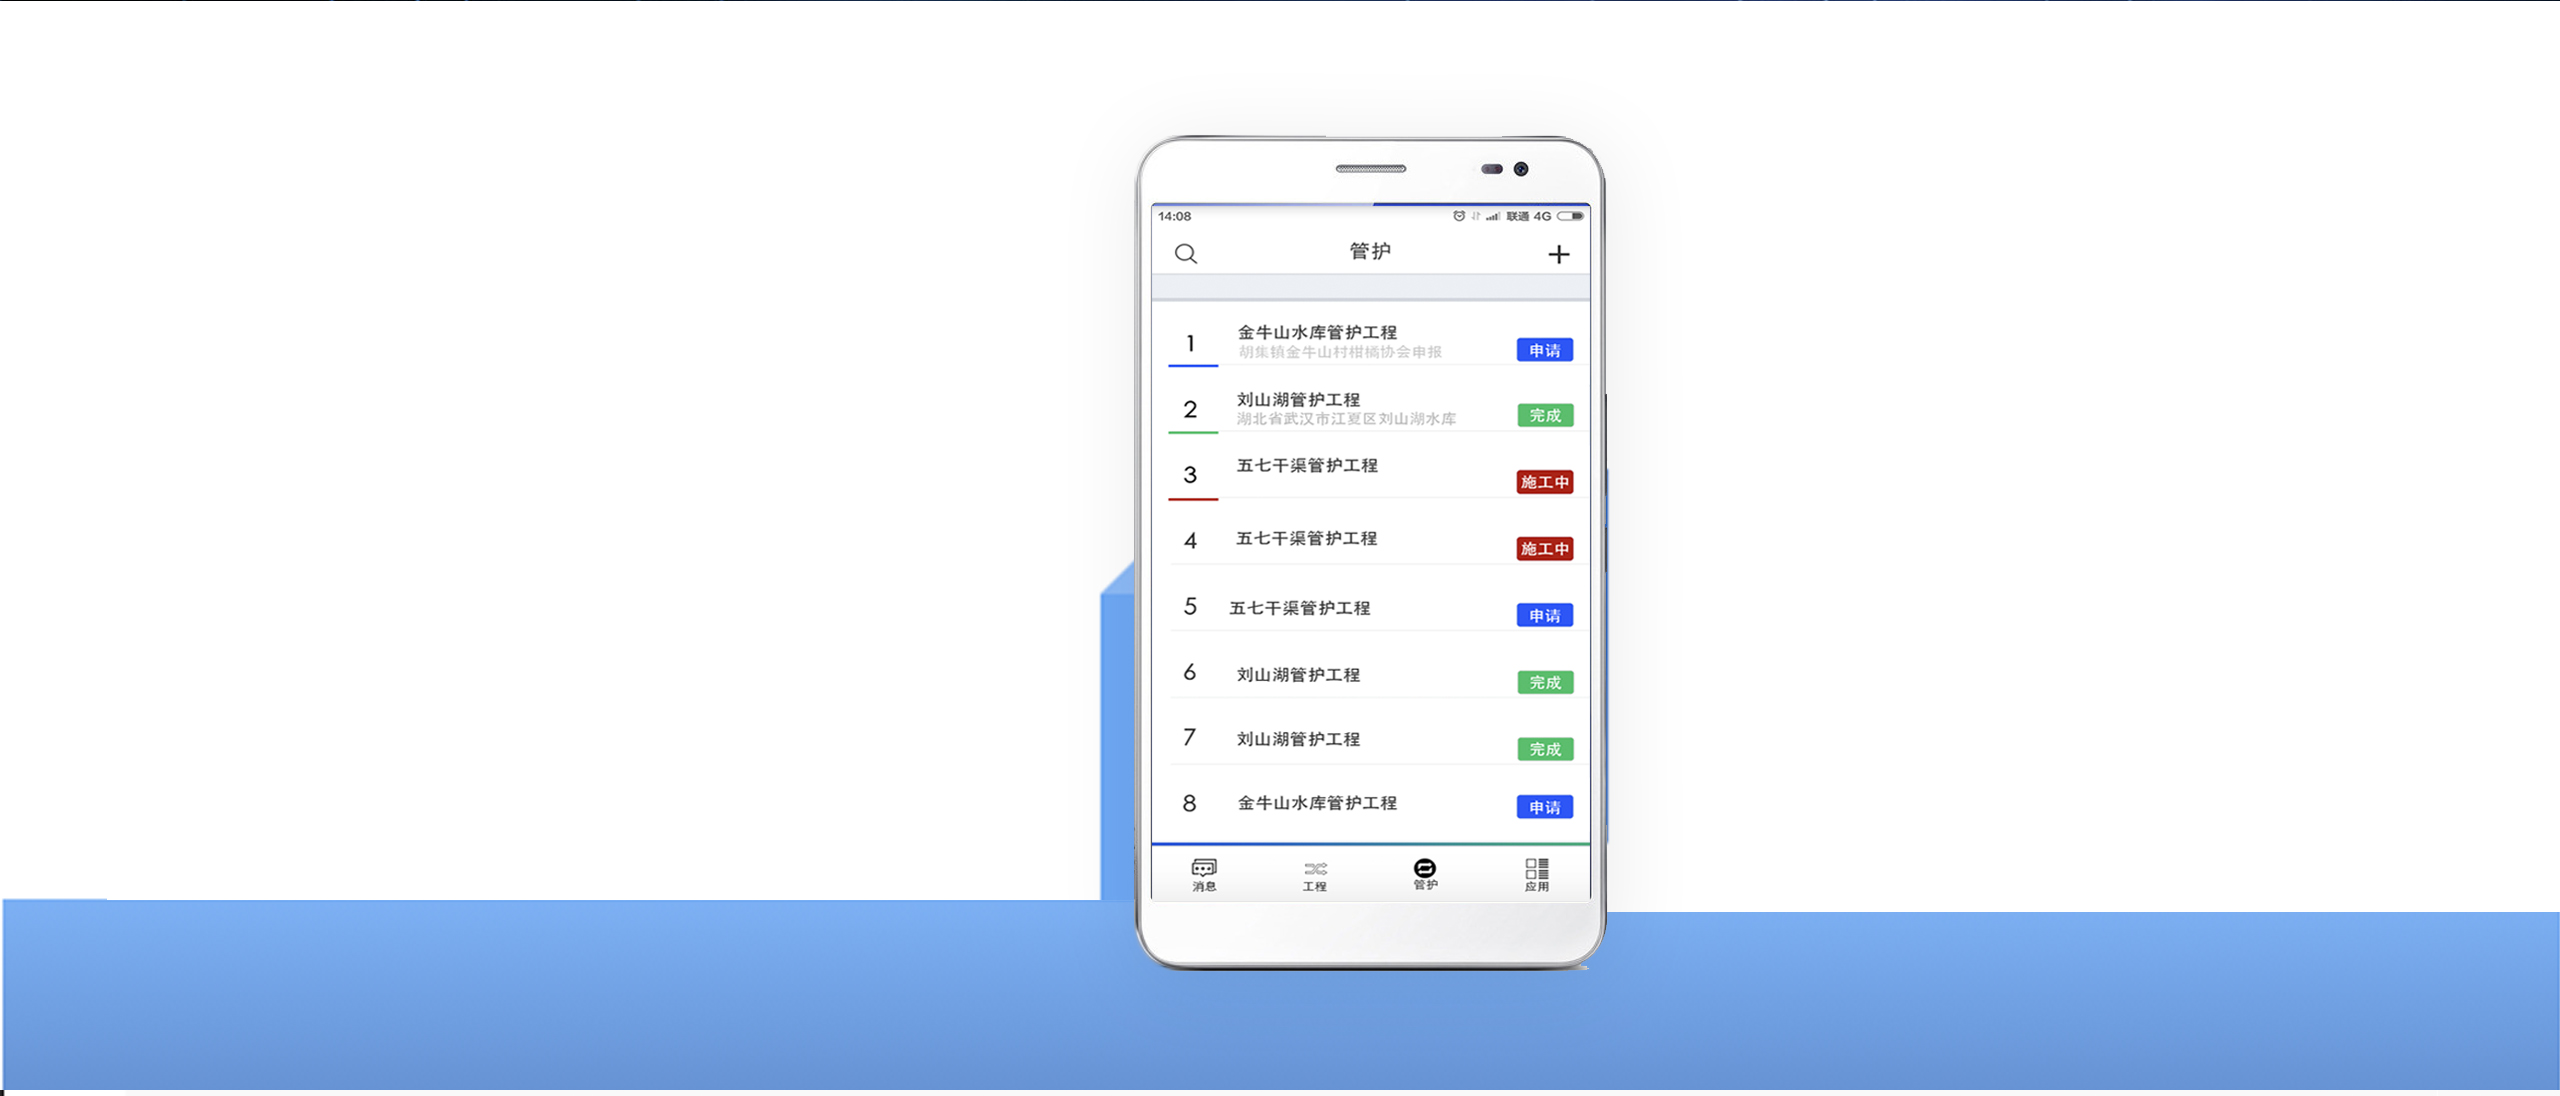 14:08 联通 4G
管护
1 金牛山水库管护工程
胡集镇金牛山村柑橘协会申报 申请
2 刘山湖管护工程
湖北省武汉市江夏区刘山湖水库 完成
3 五七干渠管护工程 施工中
4 五七干渠管护工程 施工中
5 五七干渠管护工程 申请
6 刘山湖管护工程 完成
7 刘山湖管护工程 完成
8 金牛山水库管护工程 申请
消息 工程 管护 应用